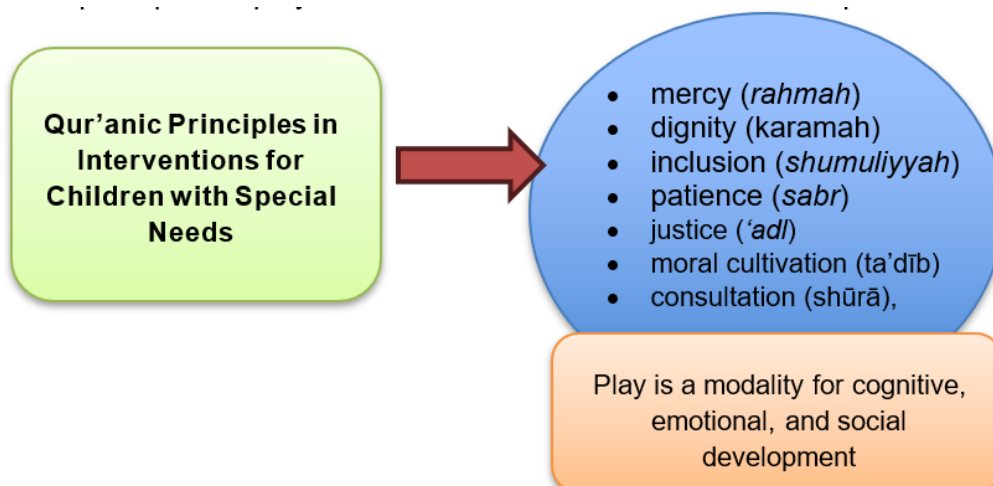 Qur’anic Principles in
Interventions for
Children with Special
Needs
• mercy (rahmah)
• dignity (karamah)
• inclusion (shumuliyyah)
• patience (sabr)
• justice (‘adl)
• moral cultivation (ta’dīb)
• consultation (shūrā),
Play is a modality for cognitive,
emotional, and social
development